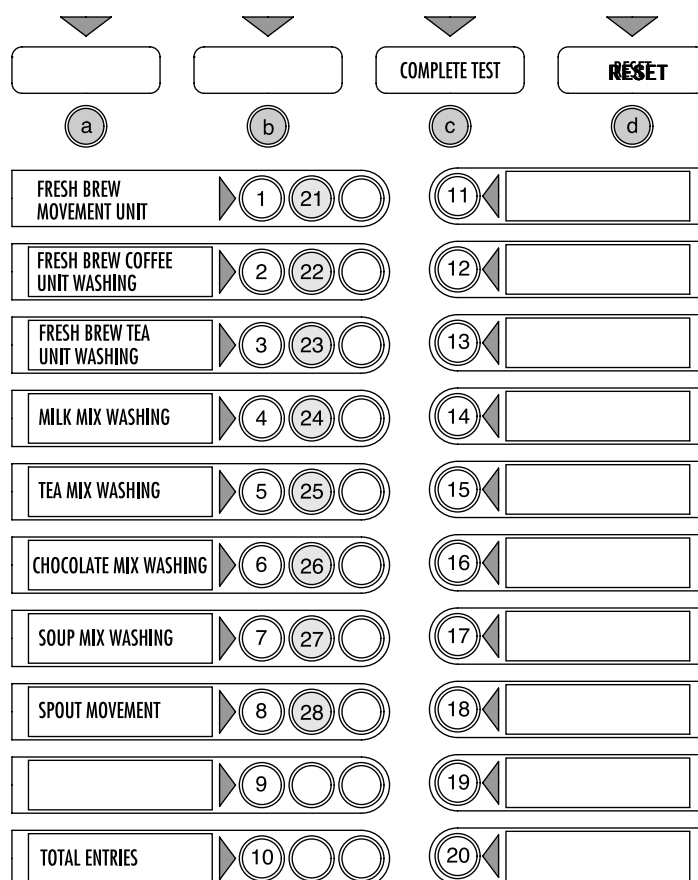 COMPLETE TEST
RESET
a
b
c
d
FRESH BREW
MOVEMENT UNIT
1
21
11
FRESH BREW COFFEE
UNIT WASHING
2
22
12
FRESH BREW TEA
UNIT WASHING
3
23
13
MILK MIX WASHING
4
24
14
TEA MIX WASHING
5
25
15
CHOCOLATE MIX WASHING
6
26
16
SOUP MIX WASHING
7
27
17
SPOUT MOVEMENT
8
28
18
9
19
TOTAL ENTRIES
10
20